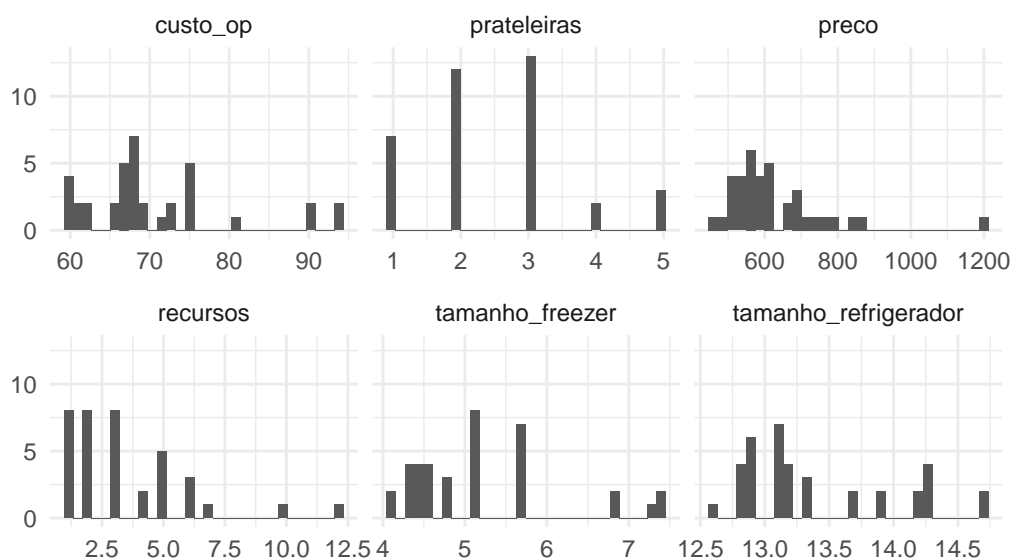 custo_op prateleiras preco
10
5
0
60 70 80 90 1 2 3 4 5 600 800 1000 1200
recursos tamanho_freezer tamanho_refrigerador
10
5
0
2.5 5.0 7.5 10.0 12.5 4 5 6 7 12.5 13.0 13.5 14.0 14.5